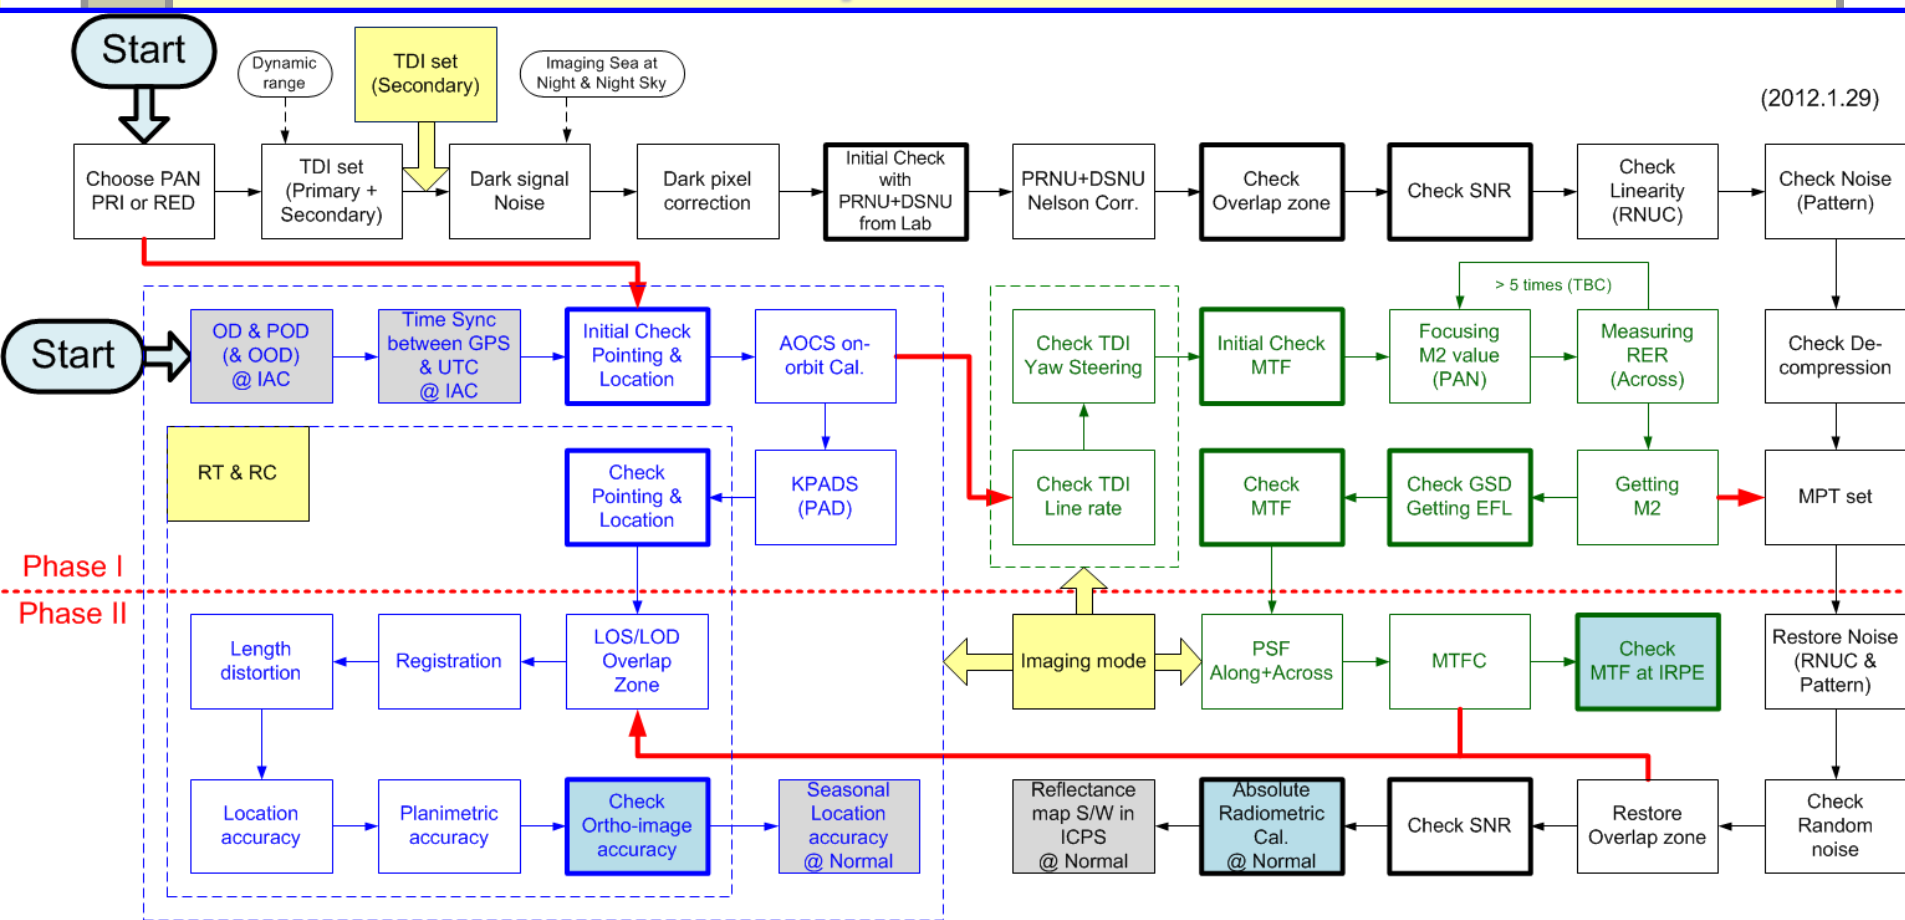 Start
Dynamic
range
TDI set
(Secondary)
Imaging Sea at
Night & Night Sky
(2012.1.29)
Choose PAN
PRI or RED
TDI set
(Primary +
Secondary)
Dark signal
Noise
Dark pixel
correction
Initial Check
with
PRNU+DSNU
from Lab
PRNU+DSNU
Nelson Corr.
Check
Overlap zone
Check SNR
Check
Linearity
(RNUC)
Check Noise
(Pattern)
> 5 times (TBC)
Start
OD & POD
(& OOD)
@ IAC
Time Sync
between GPS
& UTC
@ IAC
Initial Check
Pointing &
Location
AOCS on-
orbit Cal.
Check TDI
Yaw Steering
Initial Check
MTF
Focusing
M2 value
(PAN)
Measuring
RER
(Across)
Check De-
compression
RT & RC
Check
Pointing &
Location
KPADS
(PAD)
Check TDI
Line rate
Check
MTF
Check GSD
Getting EFL
Getting
M2
MPT set
Phase I
Phase II
Length
distortion
Registration
LOS/LOD
Overlap
Zone
Imaging mode
PSF
Along+Across
MTFC
Check
MTF at IRPE
Restore Noise
(RNUC &
Pattern)
Location
accuracy
Planimetric
accuracy
Check
Ortho-image
accuracy
Seasonal
Location
accuracy
@ Normal
Reflectance
map S/W in
ICPS
@ Normal
Absolute
Radiometric
Cal.
@ Normal
Check SNR
Restore
Overlap zone
Check
Random
noise